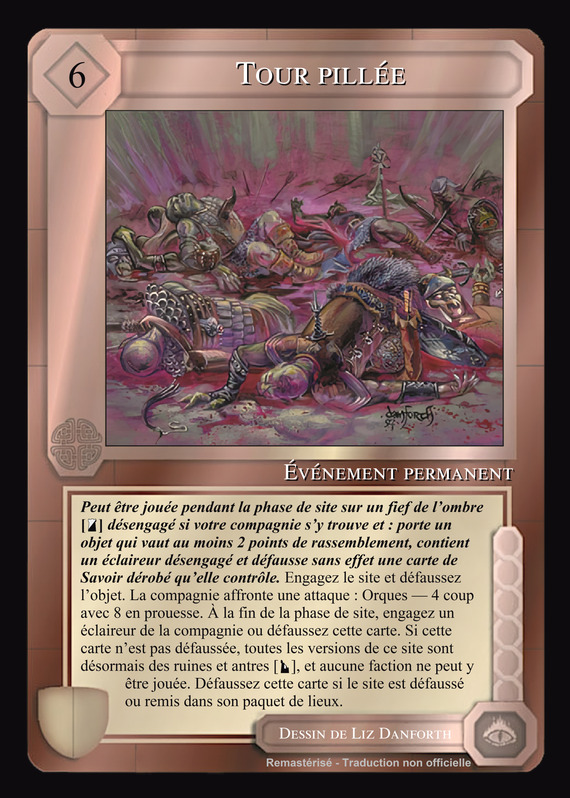 6
Tour pillée
danforth
Événement permanent
Peut être jouée pendant la phase de site sur un fief de l'ombre
[] désengagé si votre compagnie s'y trouve et : porte un
objet qui vaut au moins 2 points de rassemblement, contient
un éclaireur désengagé et défausse sans effet une carte de
Savoir dérobé qu'elle contrôle. Engagez le site et défaussez
l'objet. La compagnie affronte une attaque : Orques — 4 coup
avec 8 en prouesse. À la fin de la phase de site, engagez un
éclaireur de la compagnie ou défaussez cette carte. Si cette
carte n'est pas défaussée, toutes les versions de ce site sont
désormais des ruines et antres [], et aucune faction ne peut y
être jouée. Défaussez cette carte si le site est défaussé
ou remis dans son paquet de lieux.
Dessin de Liz Danforth
Remastérisé - Traduction non officielle